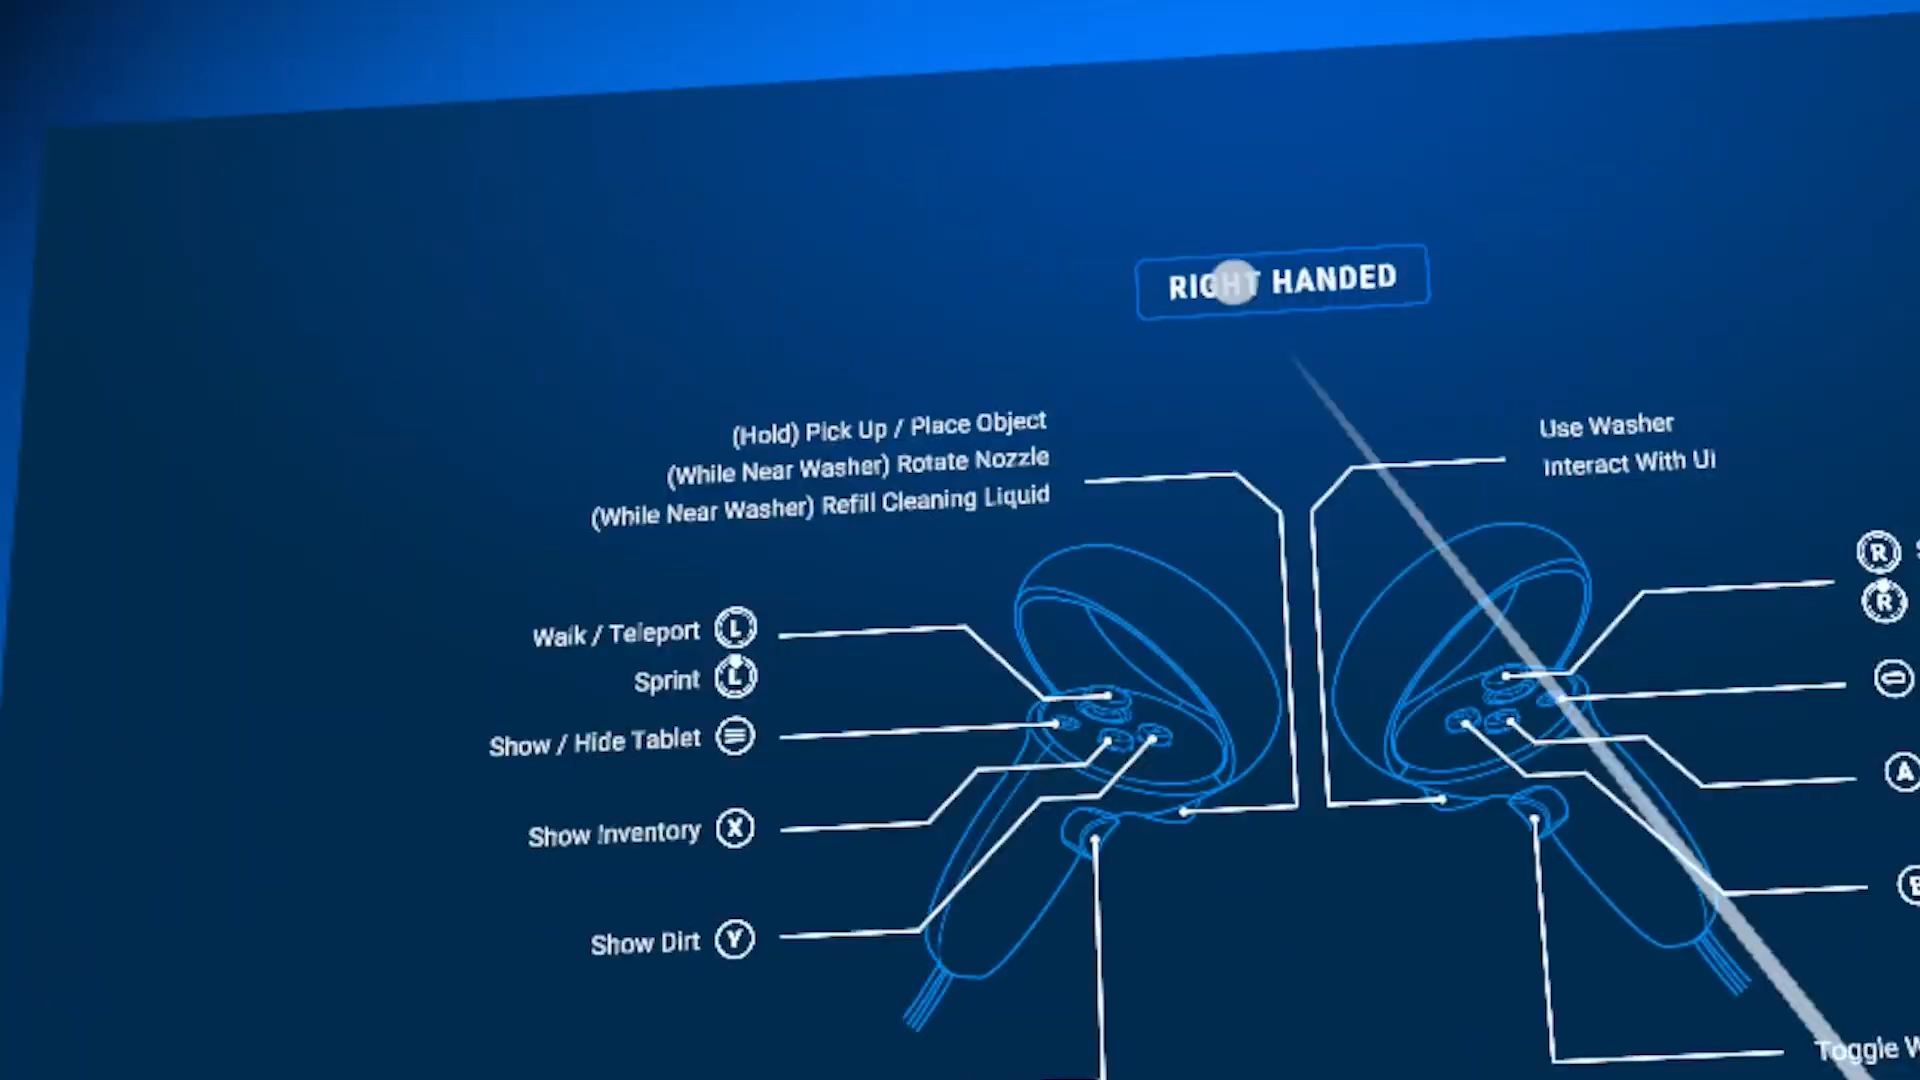 RIGHT HANDED
(Hold) Pick Up / Place Object
(While Near Washer) Rotate Nozzle
(While Near Washer) Refill Cleaning Liquid
Use Washer
Interact With UI
Walk / Teleport L
Sprint L
Show / Hide Tablet
Show Inventory X
Show Dirt Y
R
R
A
Toggle